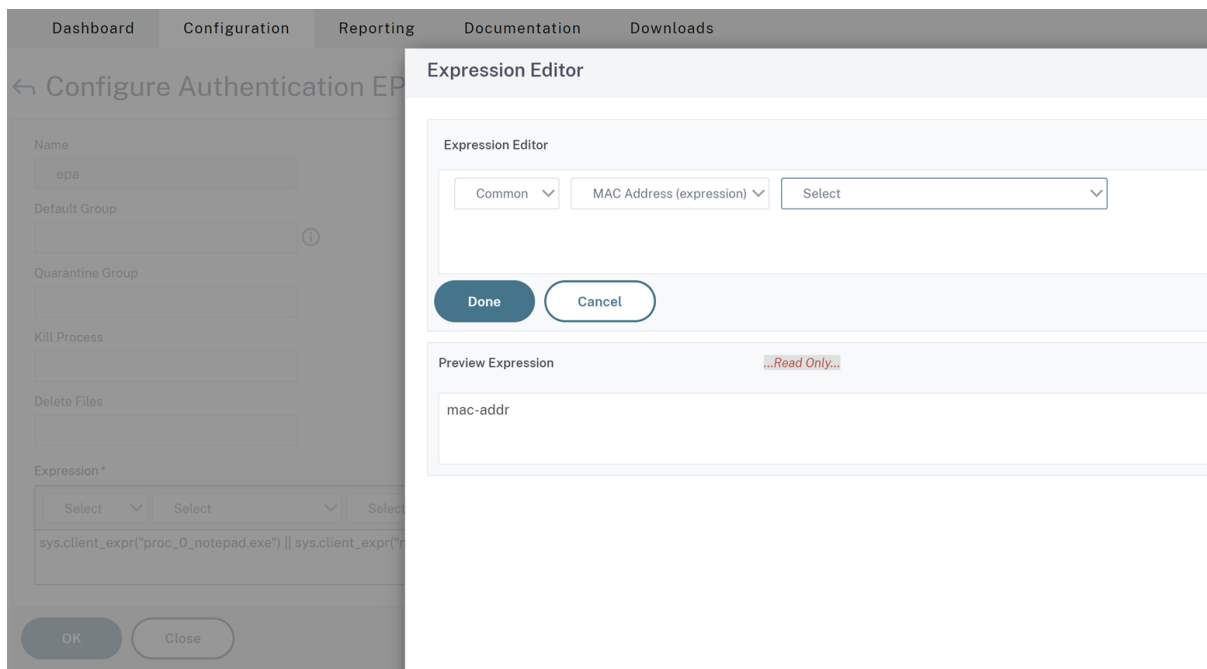 Dashboard Configuration Reporting Documentation Downloads
Configure Authentication EP
Name
epa
Default Group
Quarantine Group
Kill Process
Delete Files
Expression*
Select Select Select
sys.client_expr("proc_0_notepad.exe") || sys.client_expr("
OK Close
Expression Editor
Expression Editor
Common MAC Address (expression) Select
Done Cancel
Preview Expression ...Read Only...
mac-addr